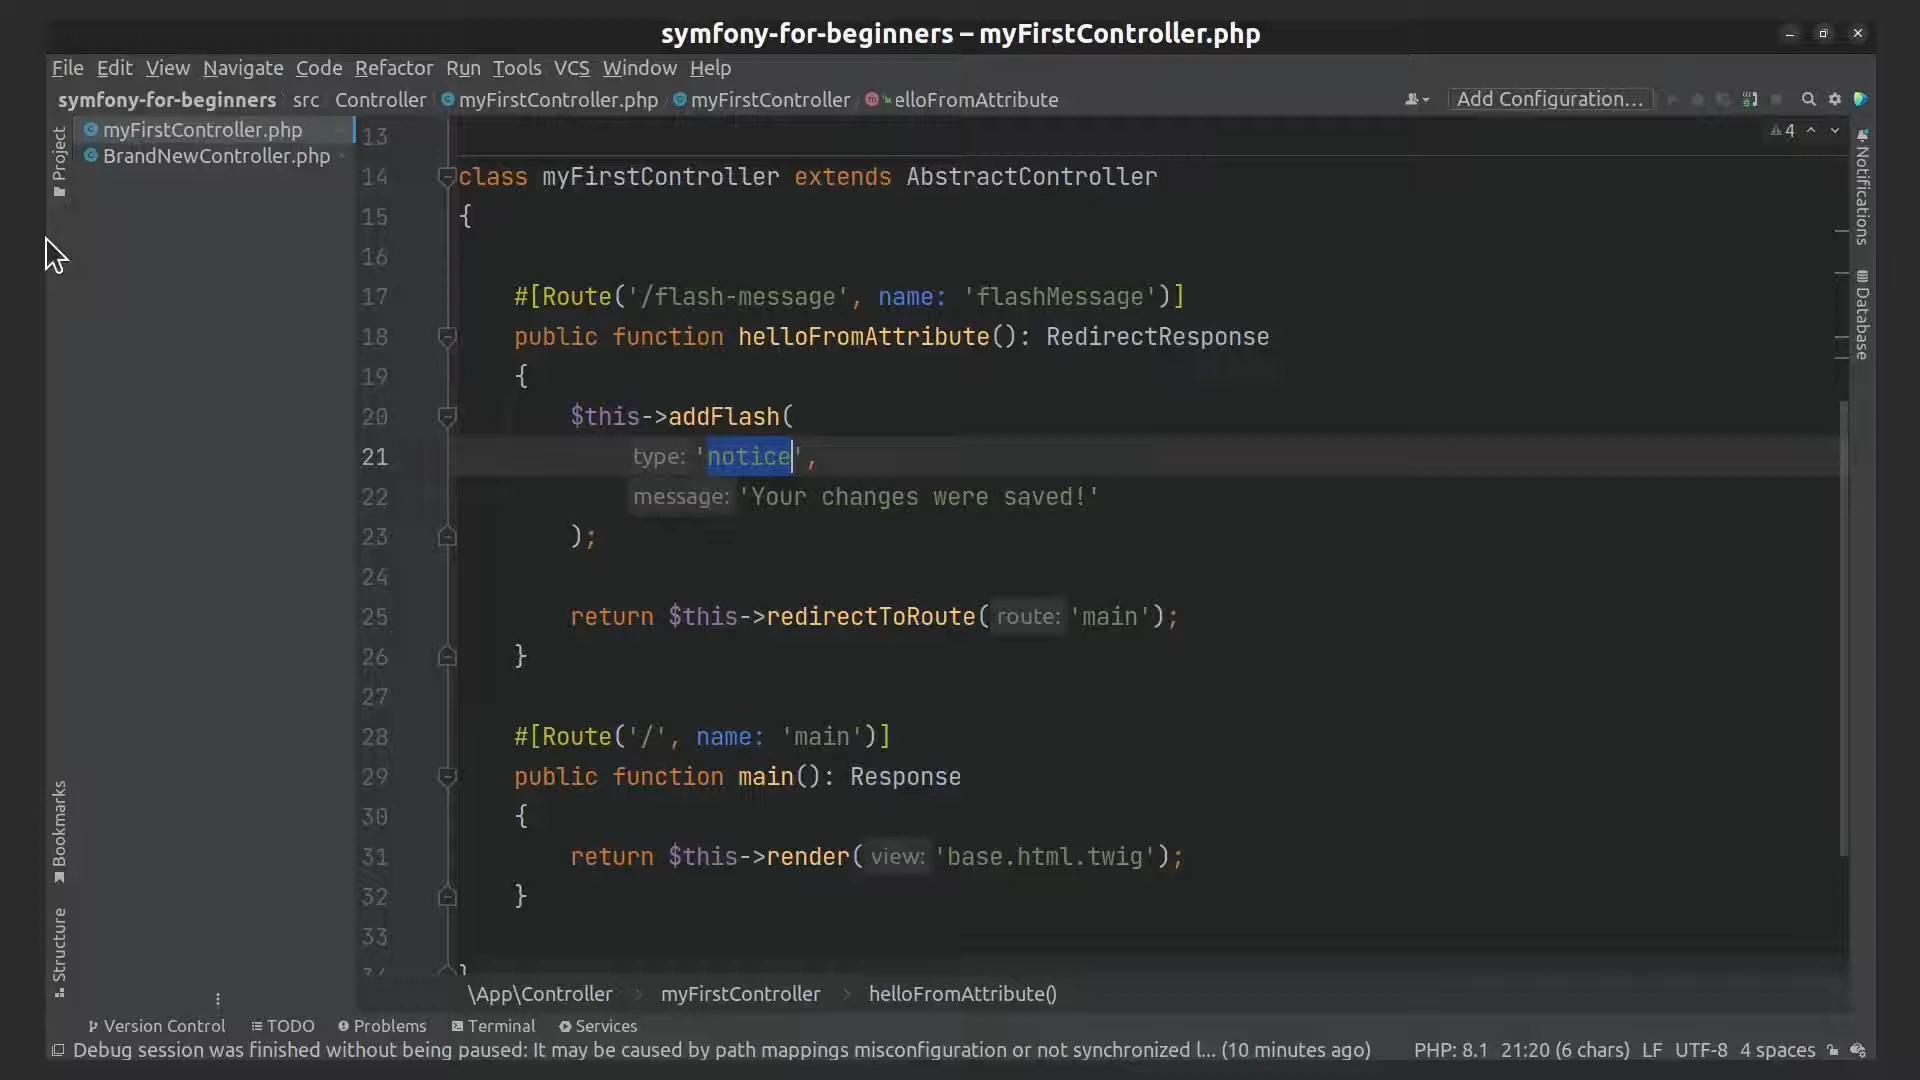 symfony-for-beginners – myFirstController.php
File Edit View Navigate Code Refactor Run Tools VCS Window Help
symfony-for-beginners src Controller myFirstController.php myFirstController elloFromAttribute Add Configuration...
Project
myFirstController.php
BrandNewController.php
4
Notifications
Database
13
14 class myFirstController extends AbstractController
15 {
16
17 #[Route('/flash-message', name: 'flashMessage')]
18 public function helloFromAttribute(): RedirectResponse
19 {
20 $this->addFlash(
21 type: 'notice',
22 message: 'Your changes were saved!'
23 );
24
25 return $this->redirectToRoute( route: 'main');
26 }
27
28 #[Route('/', name: 'main')]
29 public function main(): Response
30 {
31 return $this->render( view: 'base.html.twig');
32 }
33
34 }
Bookmarks
Structure
\App\Controller > myFirstController > helloFromAttribute()
Version Control TODO Problems Terminal Services
Debug session was finished without being paused: It may be caused by path mappings misconfiguration or not synchronized l... (10 minutes ago) PHP: 8.1 21:20 (6 chars) LF UTF-8 4 spaces